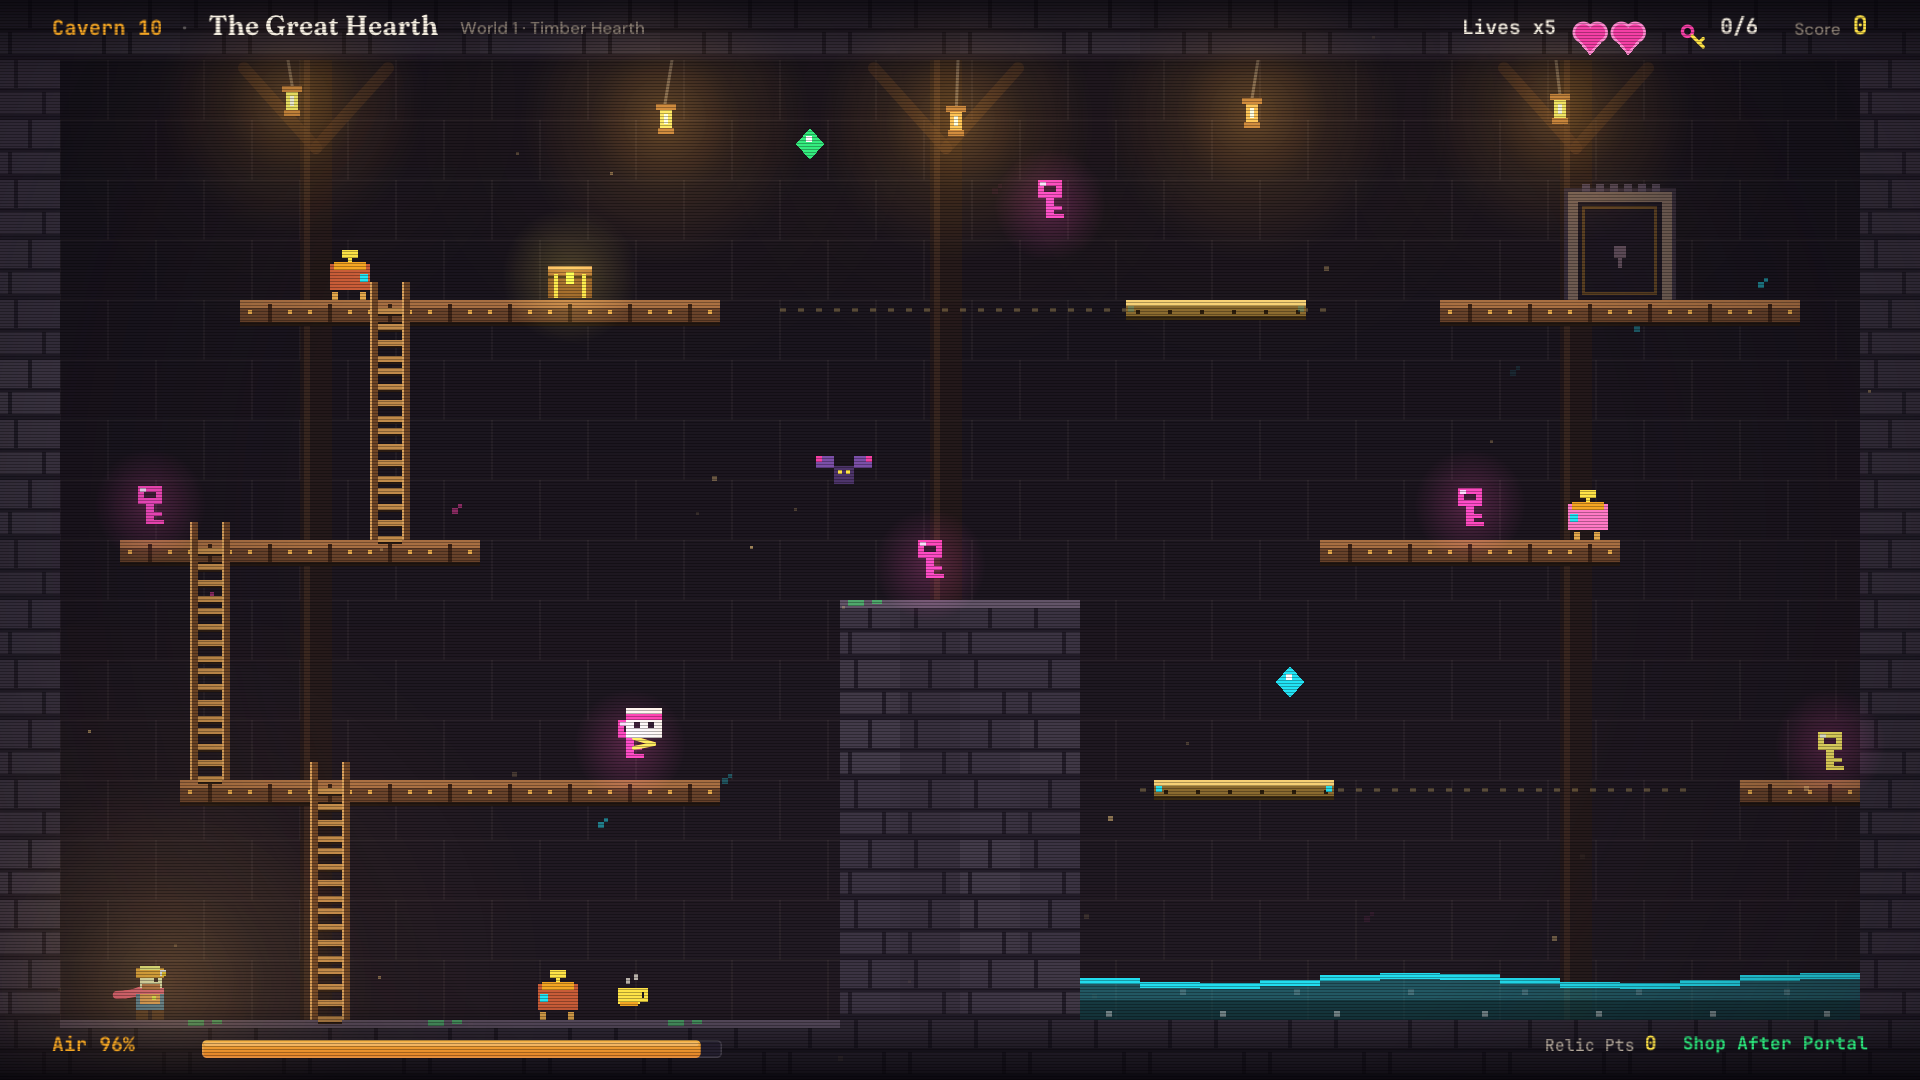 Cavern 10 · The Great Hearth World 1 · Timber Hearth
Lives x5 0/6 Score 0
Air 96%
Relic Pts 0 Shop After Portal